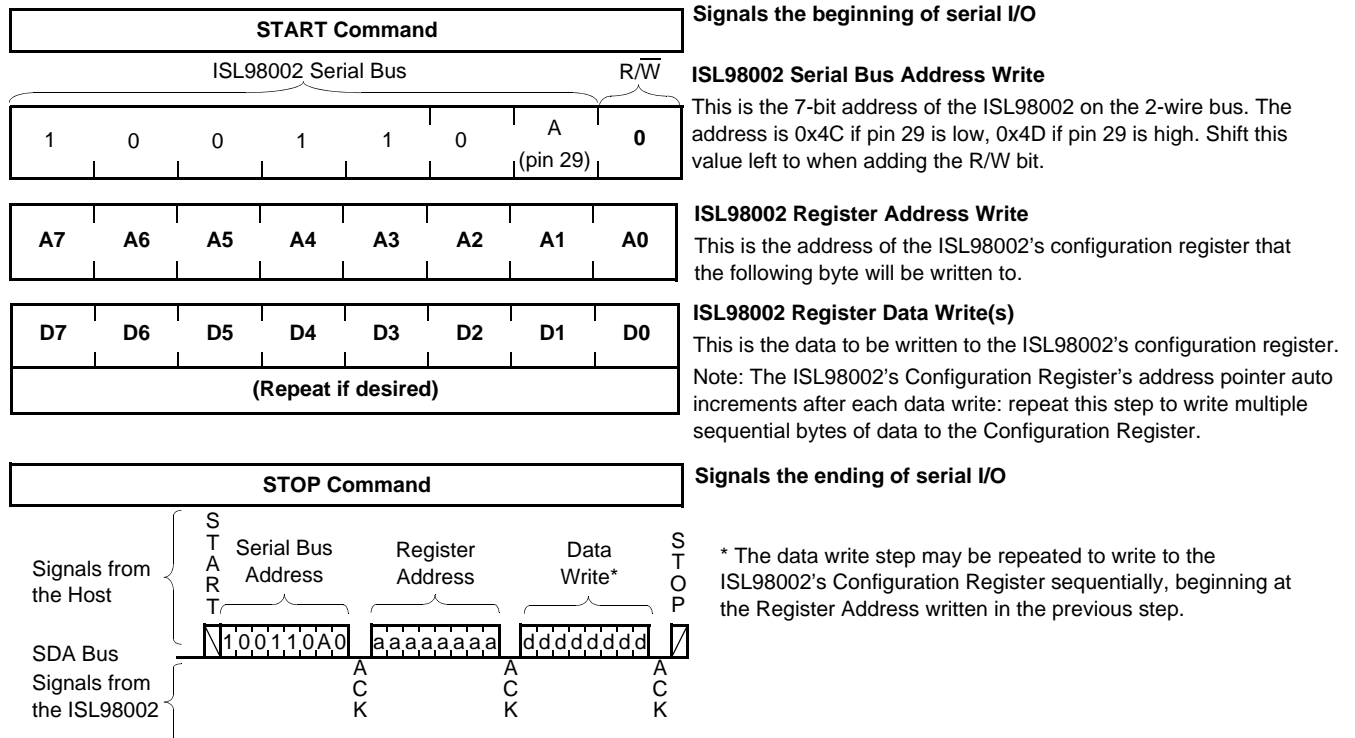 START Command
Signals the beginning of serial I/O
ISL98002 Serial Bus
R/W̅
ISL98002 Serial Bus Address Write
1 0 0 1 1 0 A (pin 29) 0
This is the 7-bit address of the ISL98002 on the 2-wire bus. The
address is 0x4C if pin 29 is low, 0x4D if pin 29 is high. Shift this
value left to when adding the R/W bit.
A7 A6 A5 A4 A3 A2 A1 A0
ISL98002 Register Address Write
This is the address of the ISL98002's configuration register that
the following byte will be written to.
D7 D6 D5 D4 D3 D2 D1 D0
(Repeat if desired)
ISL98002 Register Data Write(s)
This is the data to be written to the ISL98002's configuration register.
Note: The ISL98002's Configuration Register's address pointer auto
increments after each data write: repeat this step to write multiple
sequential bytes of data to the Configuration Register.
STOP Command
Signals the ending of serial I/O
Signals from
the Host
START
Serial Bus
Address
Register
Address
Data
Write*
STOP
* The data write step may be repeated to write to the
ISL98002's Configuration Register sequentially, beginning at
the Register Address written in the previous step.
SDA Bus
1 0 0 1 1 0 A 0
a a a a a a a a
d d d d d d d d
Signals from
the ISL98002
ACK
ACK
ACK